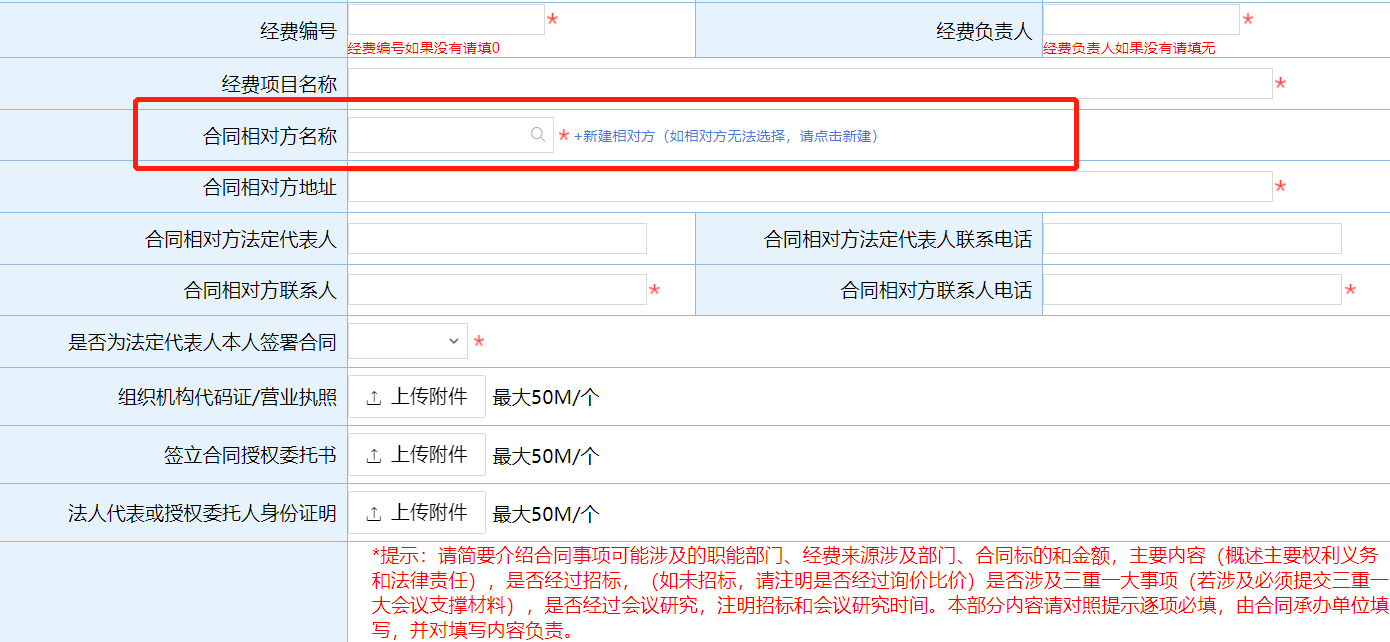 经费编号 * 经费负责人 *
经费编号如果没有请填0 经费负责人如果没有请填无
经费项目名称 *
合同相对方名称 * +新建相对方（如相对方无法选择，请点击新建）
合同相对方地址 *
合同相对方法定代表人 合同相对方法定代表人联系电话
合同相对方联系人 * 合同相对方联系人电话 *
是否为法定代表人本人签署合同 *
组织机构代码证/营业执照 上传附件 最大50M/个
签立合同授权委托书 上传附件 最大50M/个
法人代表或授权委托人身份证明 上传附件 最大50M/个
*提示：请简要介绍合同事项可能涉及的职能部门、经费来源涉及部门、合同标的和金额，主要内容（概述主要权利义务
和法律责任），是否经过招标，（如未招标，请注明是否经过询价比价）是否涉及三重一大事项（若涉及必须提交三重一
大会议支撑材料），是否经过会议研究，注明招标和会议研究时间。本部分内容请对照提示逐项必填，由合同承办单位填
写，并对填写内容负责。